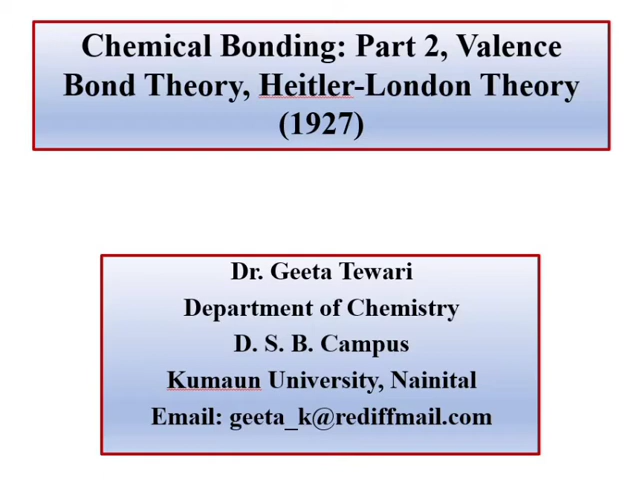 Chemical Bonding: Part 2, Valence
Bond Theory, Heitler-London Theory
(1927)
Dr. Geeta Tewari
Department of Chemistry
D. S. B. Campus
Kumaun University, Nainital
Email: geeta_k@rediffmail.com